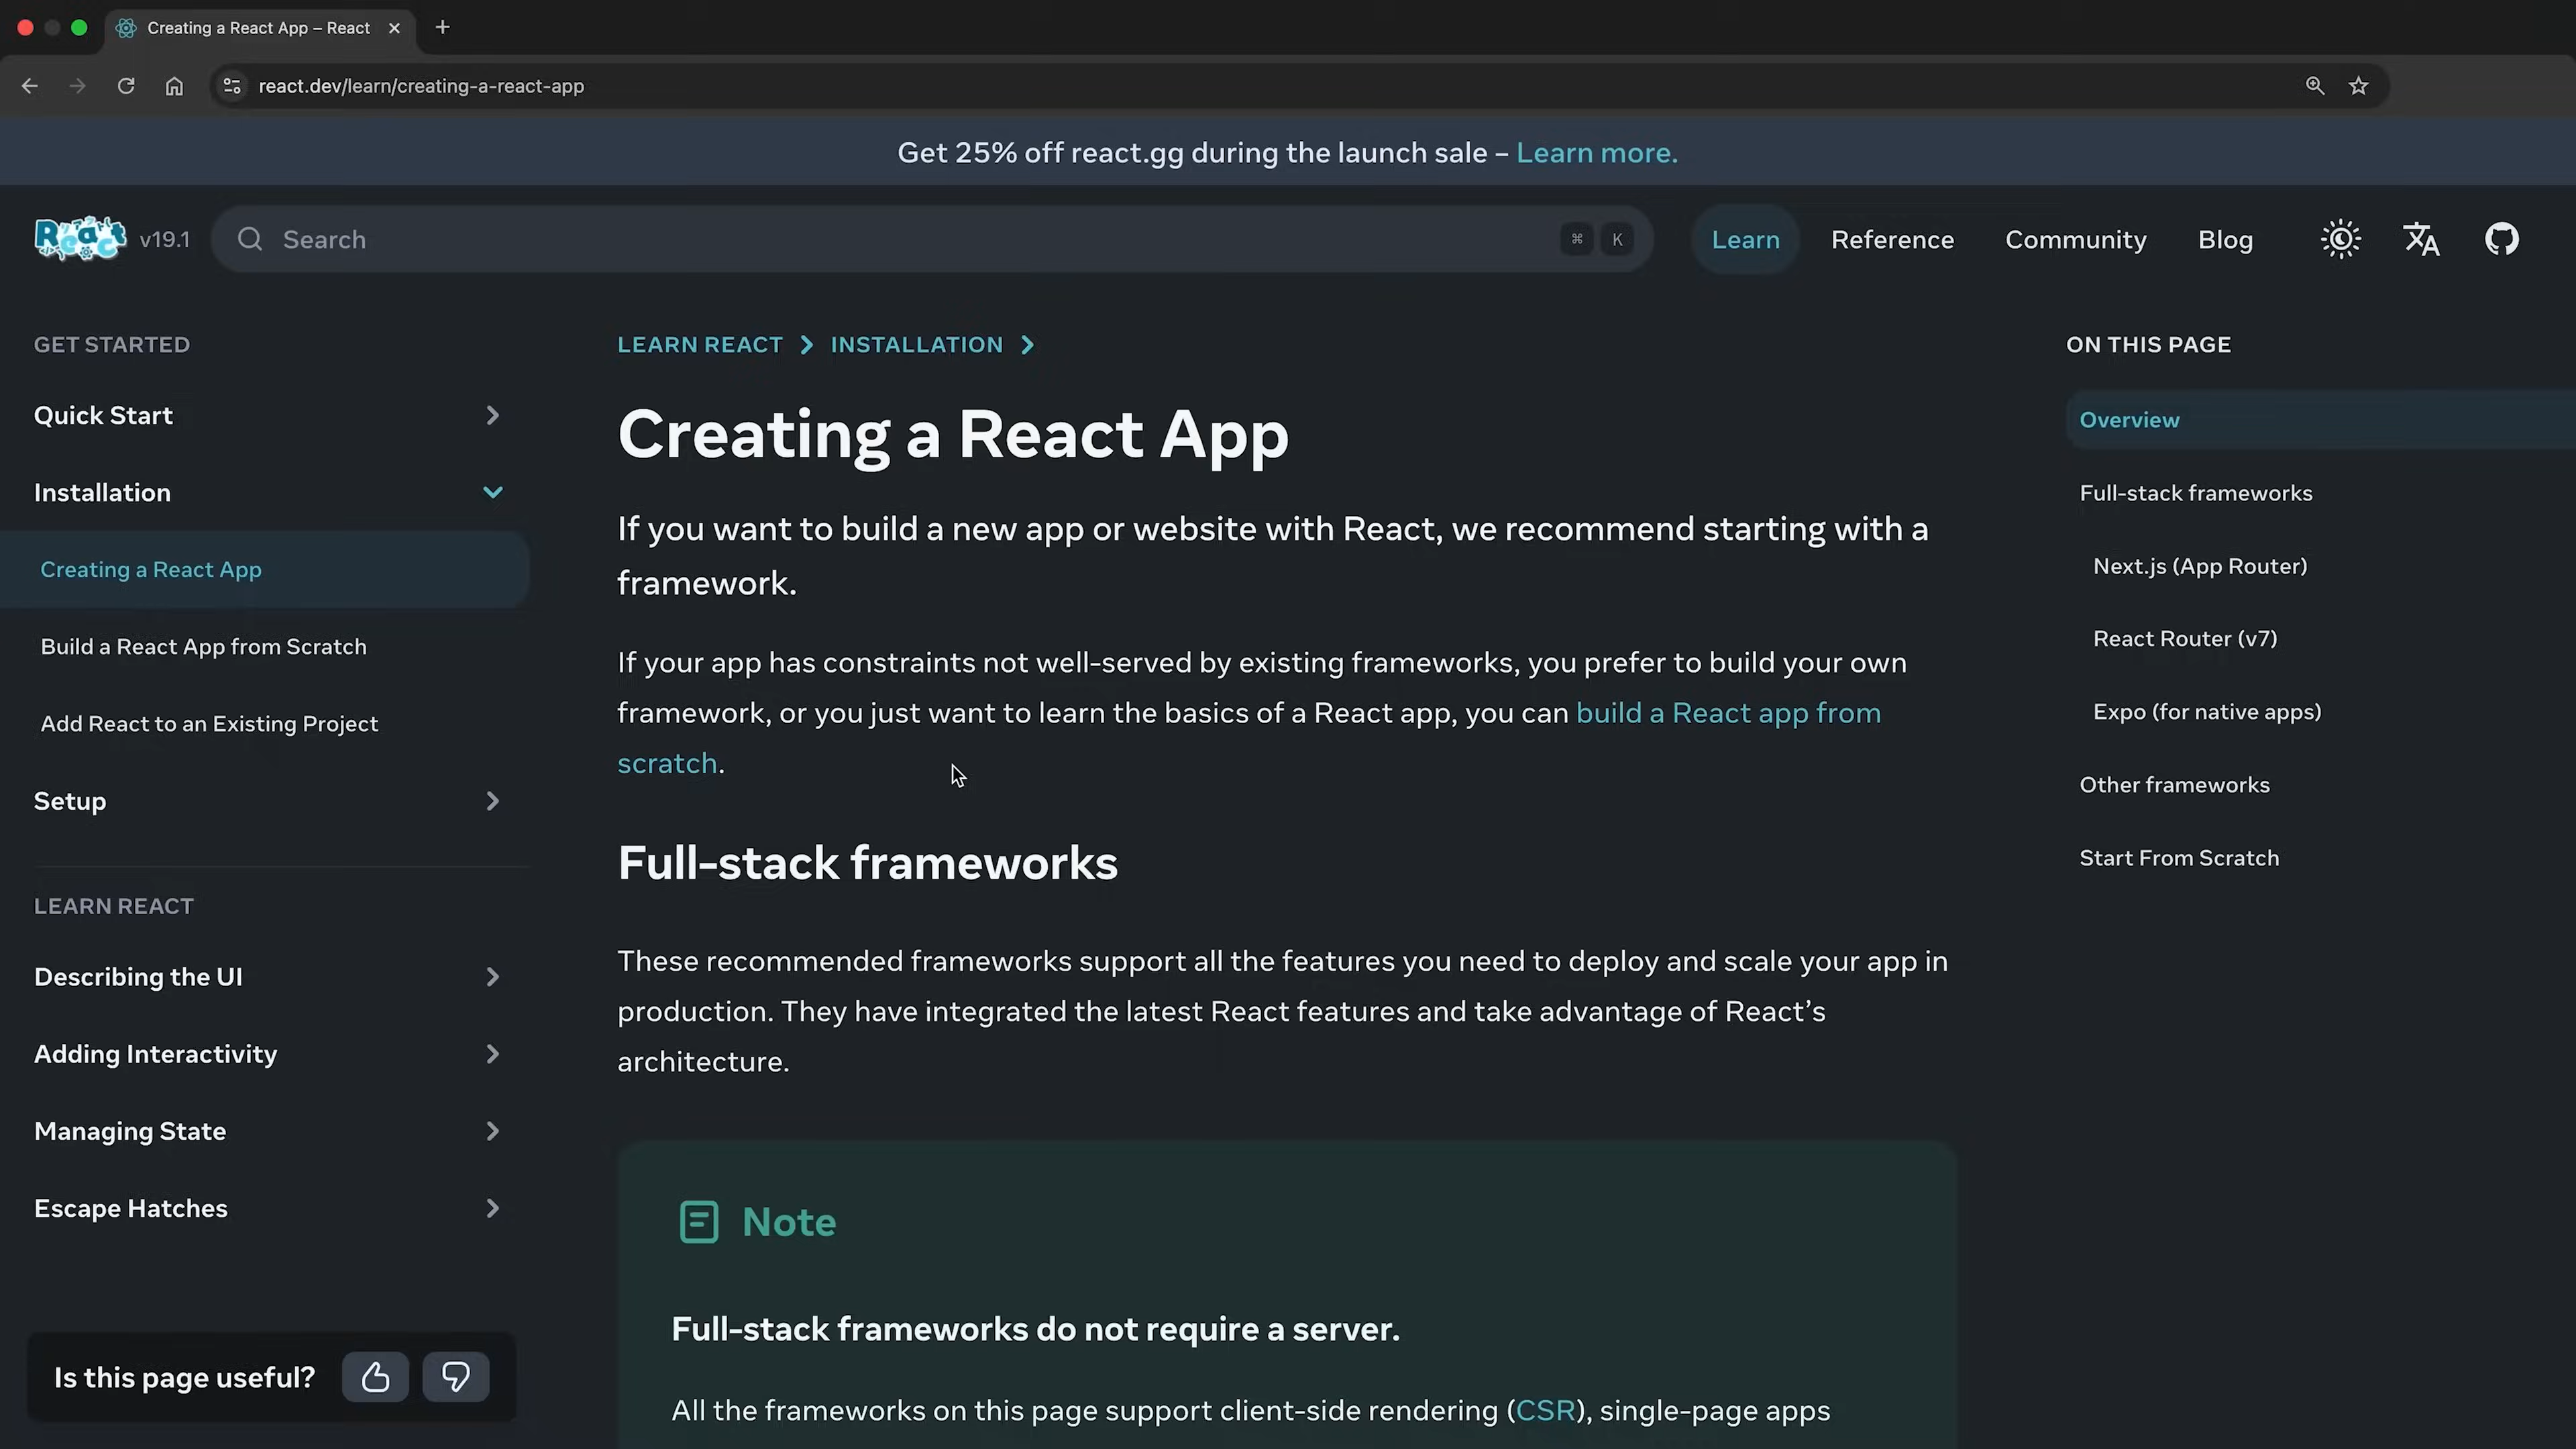 Creating a React App – React
react.dev/learn/creating-a-react-app
Get 25% off react.gg during the launch sale – Learn more.
React v19.1
Search
⌘ K
Learn
Reference
Community
Blog
GET STARTED
Quick Start
Installation
Creating a React App
Build a React App from Scratch
Add React to an Existing Project
Setup
LEARN REACT
Describing the UI
Adding Interactivity
Managing State
Escape Hatches
Is this page useful?
LEARN REACT
INSTALLATION
Creating a React App
If you want to build a new app or website with React, we recommend starting with a
framework.
If your app has constraints not well-served by existing frameworks, you prefer to build your own
framework, or you just want to learn the basics of a React app, you can build a React app from
scratch.
Full-stack frameworks
These recommended frameworks support all the features you need to deploy and scale your app in
production. They have integrated the latest React features and take advantage of React’s
architecture.
Note
Full-stack frameworks do not require a server.
All the frameworks on this page support client-side rendering (CSR), single-page apps
ON THIS PAGE
Overview
Full-stack frameworks
Next.js (App Router)
React Router (v7)
Expo (for native apps)
Other frameworks
Start From Scratch